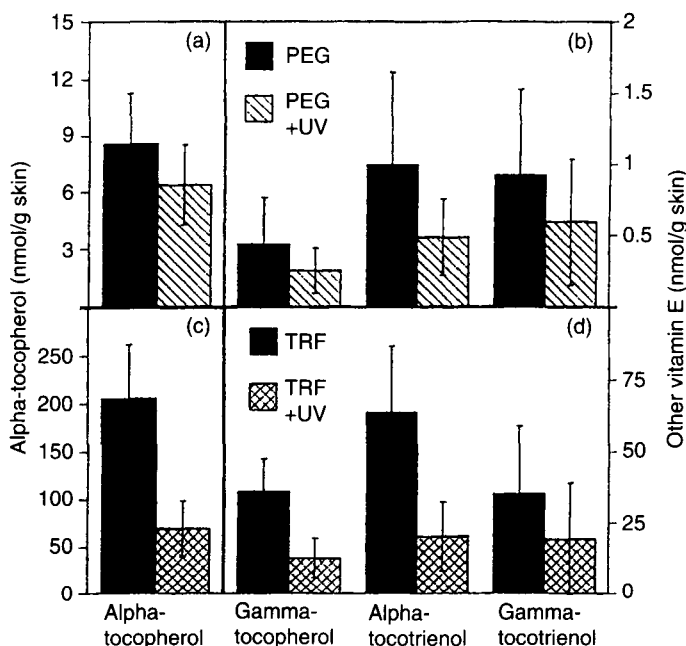 15
12
9
6
3
(a)
(b)
PEG
PEG
+UV
2
1.5
1
0.5
0
Alpha-tocopherol (nmol/g skin)
Other vitamin E (nmol/g skin)
250
200
150
100
50
0
(c)
(d)
TRF
TRF
+UV
75
50
25
0
Alpha-
tocopherol
Gamma-
tocopherol
Alpha-
tocotrienol
Gamma-
tocotrienol